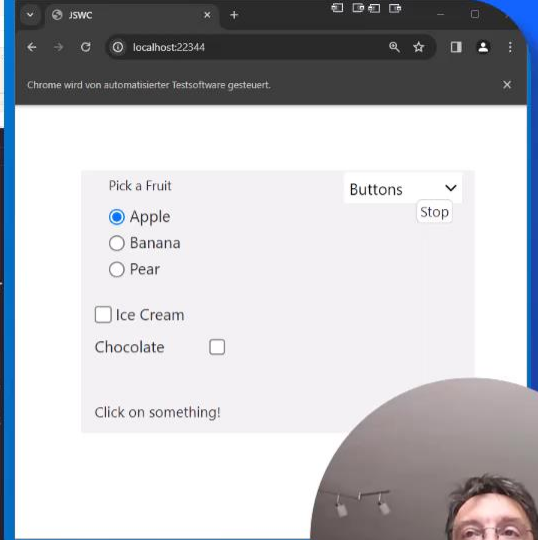 JSWC
localhost:22344
Chrome wird von automatisierter Testsoftware gesteuert.
Pick a Fruit
Buttons
Apple
Stop
Banana
Pear
Ice Cream
Chocolate
Click on something!